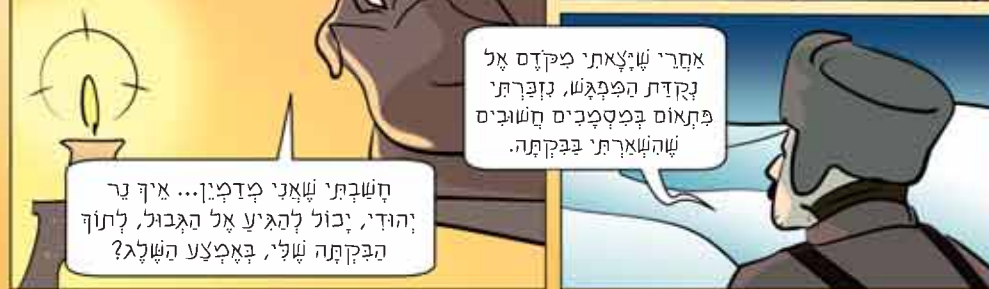 אַחֲרֵי שֶׁיָּצָאתִי מִקֹּדֶם אֶל
נְקֻדַּת הַמִּפְגָּשׁ, נִזְכַּרְתִּי
פִּתְאוֹם בְּמִסְמָכִים חֲשׁוּבִים
שֶׁהִשְׁאַרְתִּי בַּבִּקְתָּה.
חָשַׁבְתִּי שֶׁאֲנִי מְדַמְיֵן... אֵיךְ נֵר
יְהוּדִי, יָכוֹל לְהַגִּיעַ אֶל הַגְּבוּל, לְתוֹךְ
הַבִּקְתָּה שֶׁלִּי, בְּאֶמְצַע הַשֶּׁלֶג?